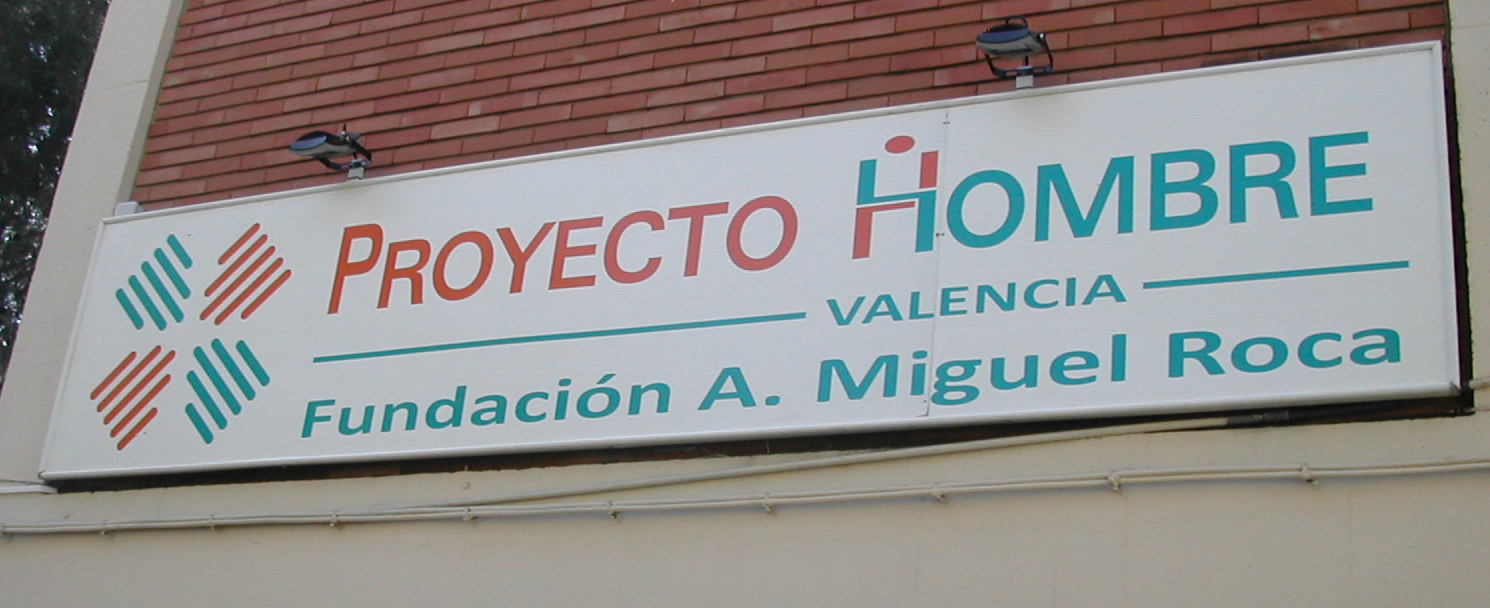 PROYECTO HOMBRE
VALENCIA
Fundación A. Miguel Roca